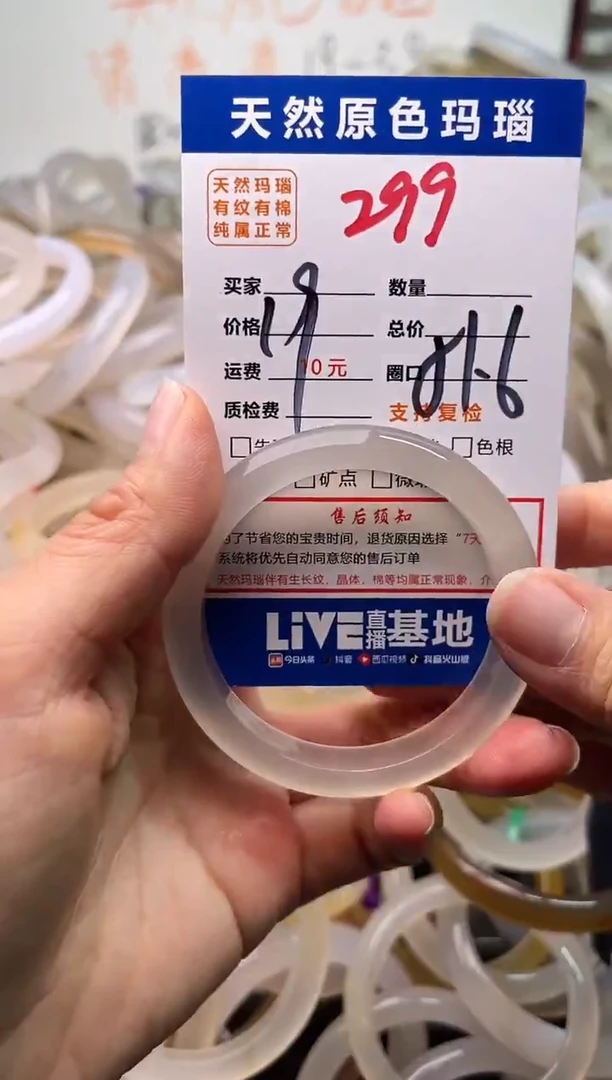 天然原色玛瑙
天然玛瑙
有纹有棉
纯属正常
299
买家
数量
价格
19
总价
运费 10元
圈口
质检费
支持复检
色根
矿点
售后须知
了节省您的宝贵时间，退货原因选择“7天
系统将优先自动同意您的售后订单
天然玛瑙伴有生长纹，晶体，棉等均属正常现象，介
LiVE直播基地
今日头条 抖音 西瓜视频 抖音火山版